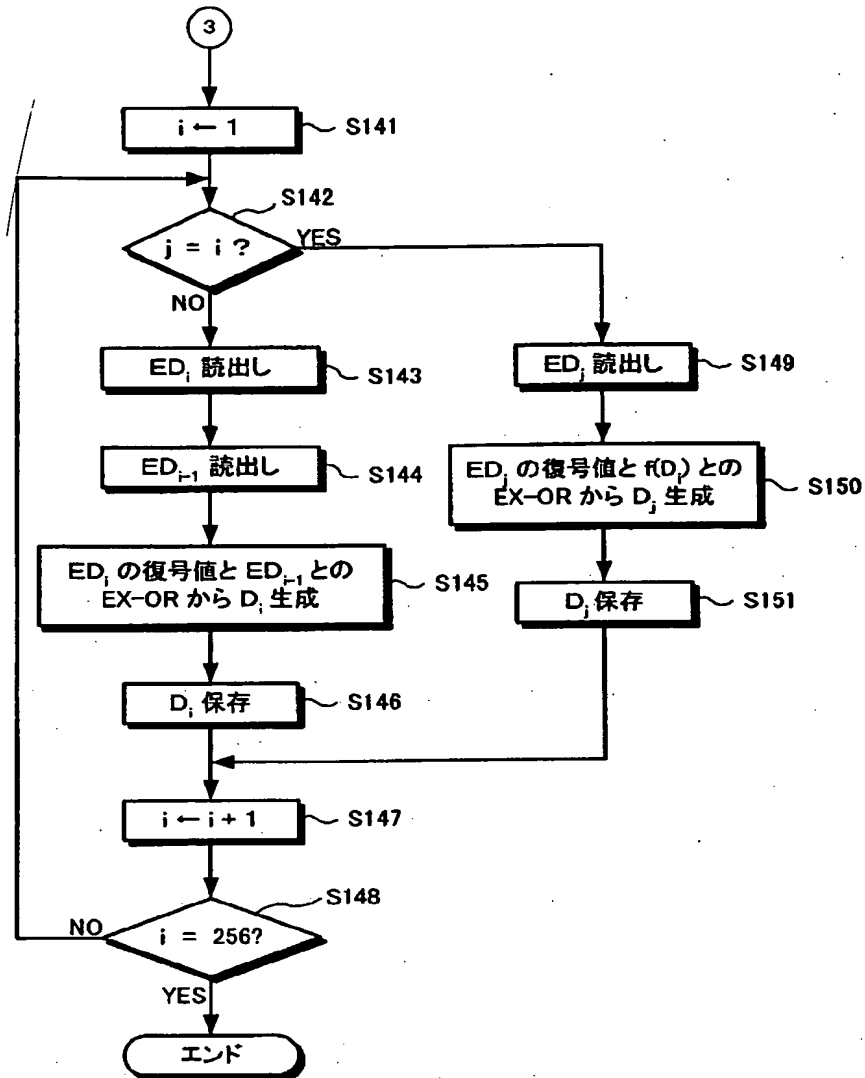 3
i ← 1
S141
S142
j = i ?
YES
NO
ED_i 読出し
S143
ED_j 読出し
S149
ED_{i-1} 読出し
S144
ED_j の復号値と f(D_i) との
EX-OR から D_j 生成
S150
ED_i の復号値と ED_{i-1} との
EX-OR から D_i 生成
S145
D_j 保存
S151
D_i 保存
S146
i ← i + 1
S147
S148
NO
i = 256?
YES
エンド